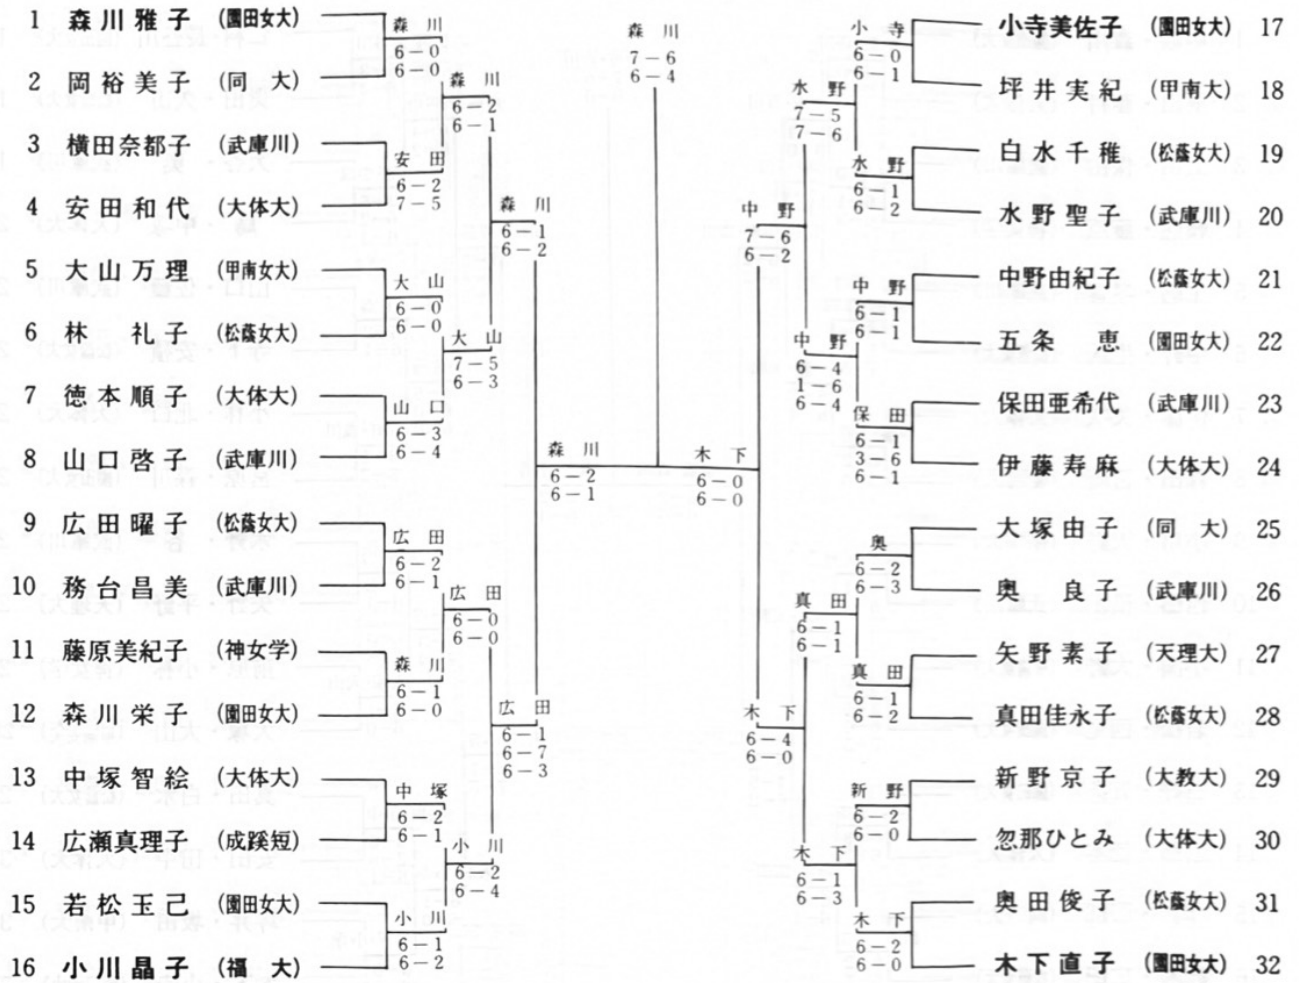 1 森川雅子 (園田女大)
2 岡裕美子 (同 大)
3 横田奈都子 (武庫川)
4 安田和代 (大体大)
5 大山万理 (甲南女大)
6 林 礼子 (松蔭女大)
7 徳本順子 (大体大)
8 山口啓子 (武庫川)
9 広田曜子 (松蔭女大)
10 務台昌美 (武庫川)
11 藤原美紀子 (神女学)
12 森川栄子 (園田女大)
13 中塚智絵 (大体大)
14 広瀬真理子 (成蹊短)
15 若松玉己 (園田女大)
16 小川晶子 (福 大)
森川
6-0
6-0
安田
6-2
7-5
大山
6-0
6-0
山口
6-3
6-4
広田
6-2
6-1
森川
6-1
6-0
中塚
6-2
6-1
小川
6-1
6-2
森川
6-2
6-1
大山
7-5
6-3
広田
6-0
6-0
小川
6-2
6-4
森川
6-1
6-2
広田
6-1
6-7
6-3
森川
6-2
6-1
森川
7-6
6-4
木下
6-0
6-0
中野
7-6
6-2
木下
6-4
6-0
水野
7-5
7-6
中野
6-4
1-6
6-4
真田
6-1
6-1
木下
6-1
6-3
小寺
6-0
6-1
水野
6-1
6-2
中野
6-1
6-1
保田
6-1
3-6
6-1
奥
6-2
6-3
真田
6-1
6-2
新野
6-2
6-0
木下
6-2
6-0
小寺美佐子 (園田女大) 17
坪井実紀 (甲南大) 18
白水千稚 (松蔭女大) 19
水野聖子 (武庫川) 20
中野由紀子 (松蔭女大) 21
五条 恵 (園田女大) 22
保田亜希代 (武庫川) 23
伊藤寿麻 (大体大) 24
大塚由子 (同 大) 25
奥 良子 (武庫川) 26
矢野素子 (天理大) 27
真田佳永子 (松蔭女大) 28
新野京子 (大教大) 29
忽那ひとみ (大体大) 30
奥田俊子 (松蔭女大) 31
木下直子 (園田女大) 32